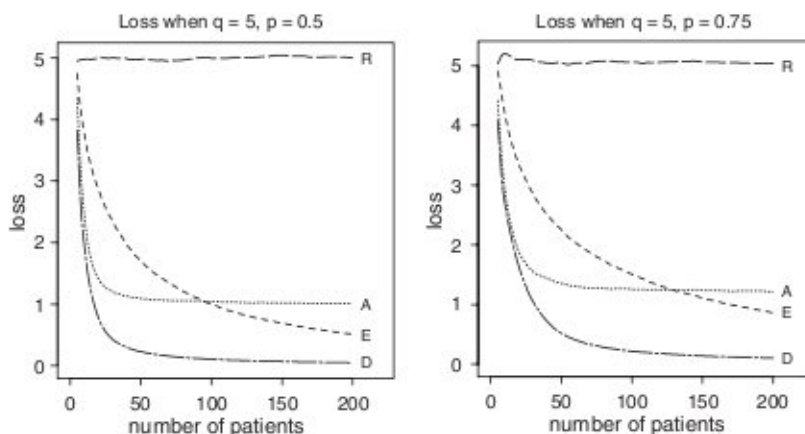 Loss when q = 5, p = 0.5
5
4
3
2
1
0
loss
R
A
E
D
0 50 100 150 200
number of patients
Loss when q = 5, p = 0.75
5
4
3
2
1
0
loss
R
A
E
D
0 50 100 150 200
number of patients